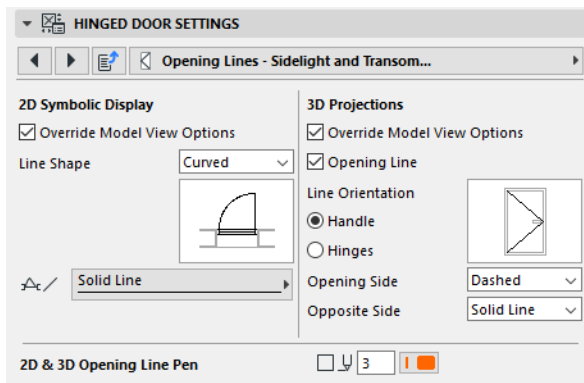 HINGED DOOR SETTINGS
Opening Lines - Sidelight and Transom...
2D Symbolic Display
Override Model View Options
Line Shape
Curved
Solid Line
3D Projections
Override Model View Options
Opening Line
Line Orientation
Handle
Hinges
Opening Side
Dashed
Opposite Side
Solid Line
2D & 3D Opening Line Pen
3